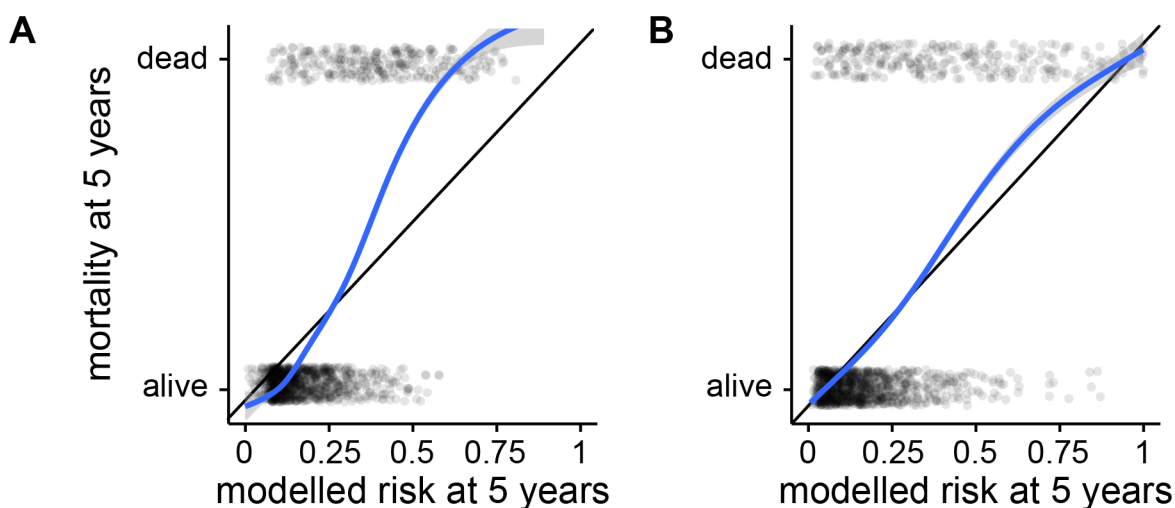 A
mortality at 5 years
dead
alive
0 0.25 0.5 0.75 1
modelled risk at 5 years
B
dead
alive
0 0.25 0.5 0.75 1
modelled risk at 5 years